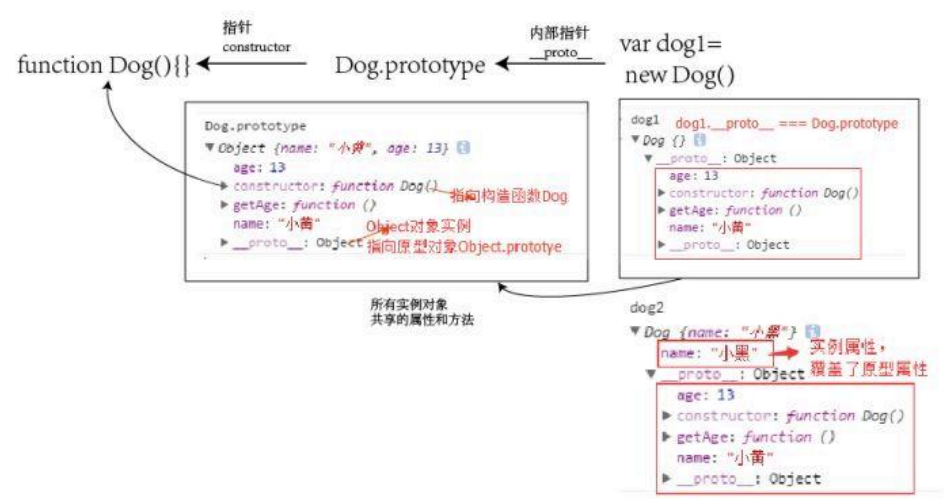 指针
constructor
内部指针
__proto__
function Dog(){}
Dog.prototype
var dog1=
new Dog()
Dog.prototype
▼ Object {name: "小黄", age: 13}
age: 13
▶ constructor: function Dog()
指向构造函数Dog
▶ getAge: function ()
name: "小黄"
Object对象实例
▶ __proto__: Object
指向原型对象Object.prototye
dog1
dog1.__proto__ === Dog.prototype
▼ Dog {}
▼ __proto__: Object
age: 13
▶ constructor: function Dog()
▶ getAge: function ()
name: "小黄"
▶ __proto__: Object
所有实例对象
共享的属性和方法
dog2
▼ Dog {name: "小黑"}
name: "小黑"
实例属性，
覆盖了原型属性
▼ __proto__: Object
age: 13
▶ constructor: function Dog()
▶ getAge: function ()
name: "小黄"
▶ __proto__: Object